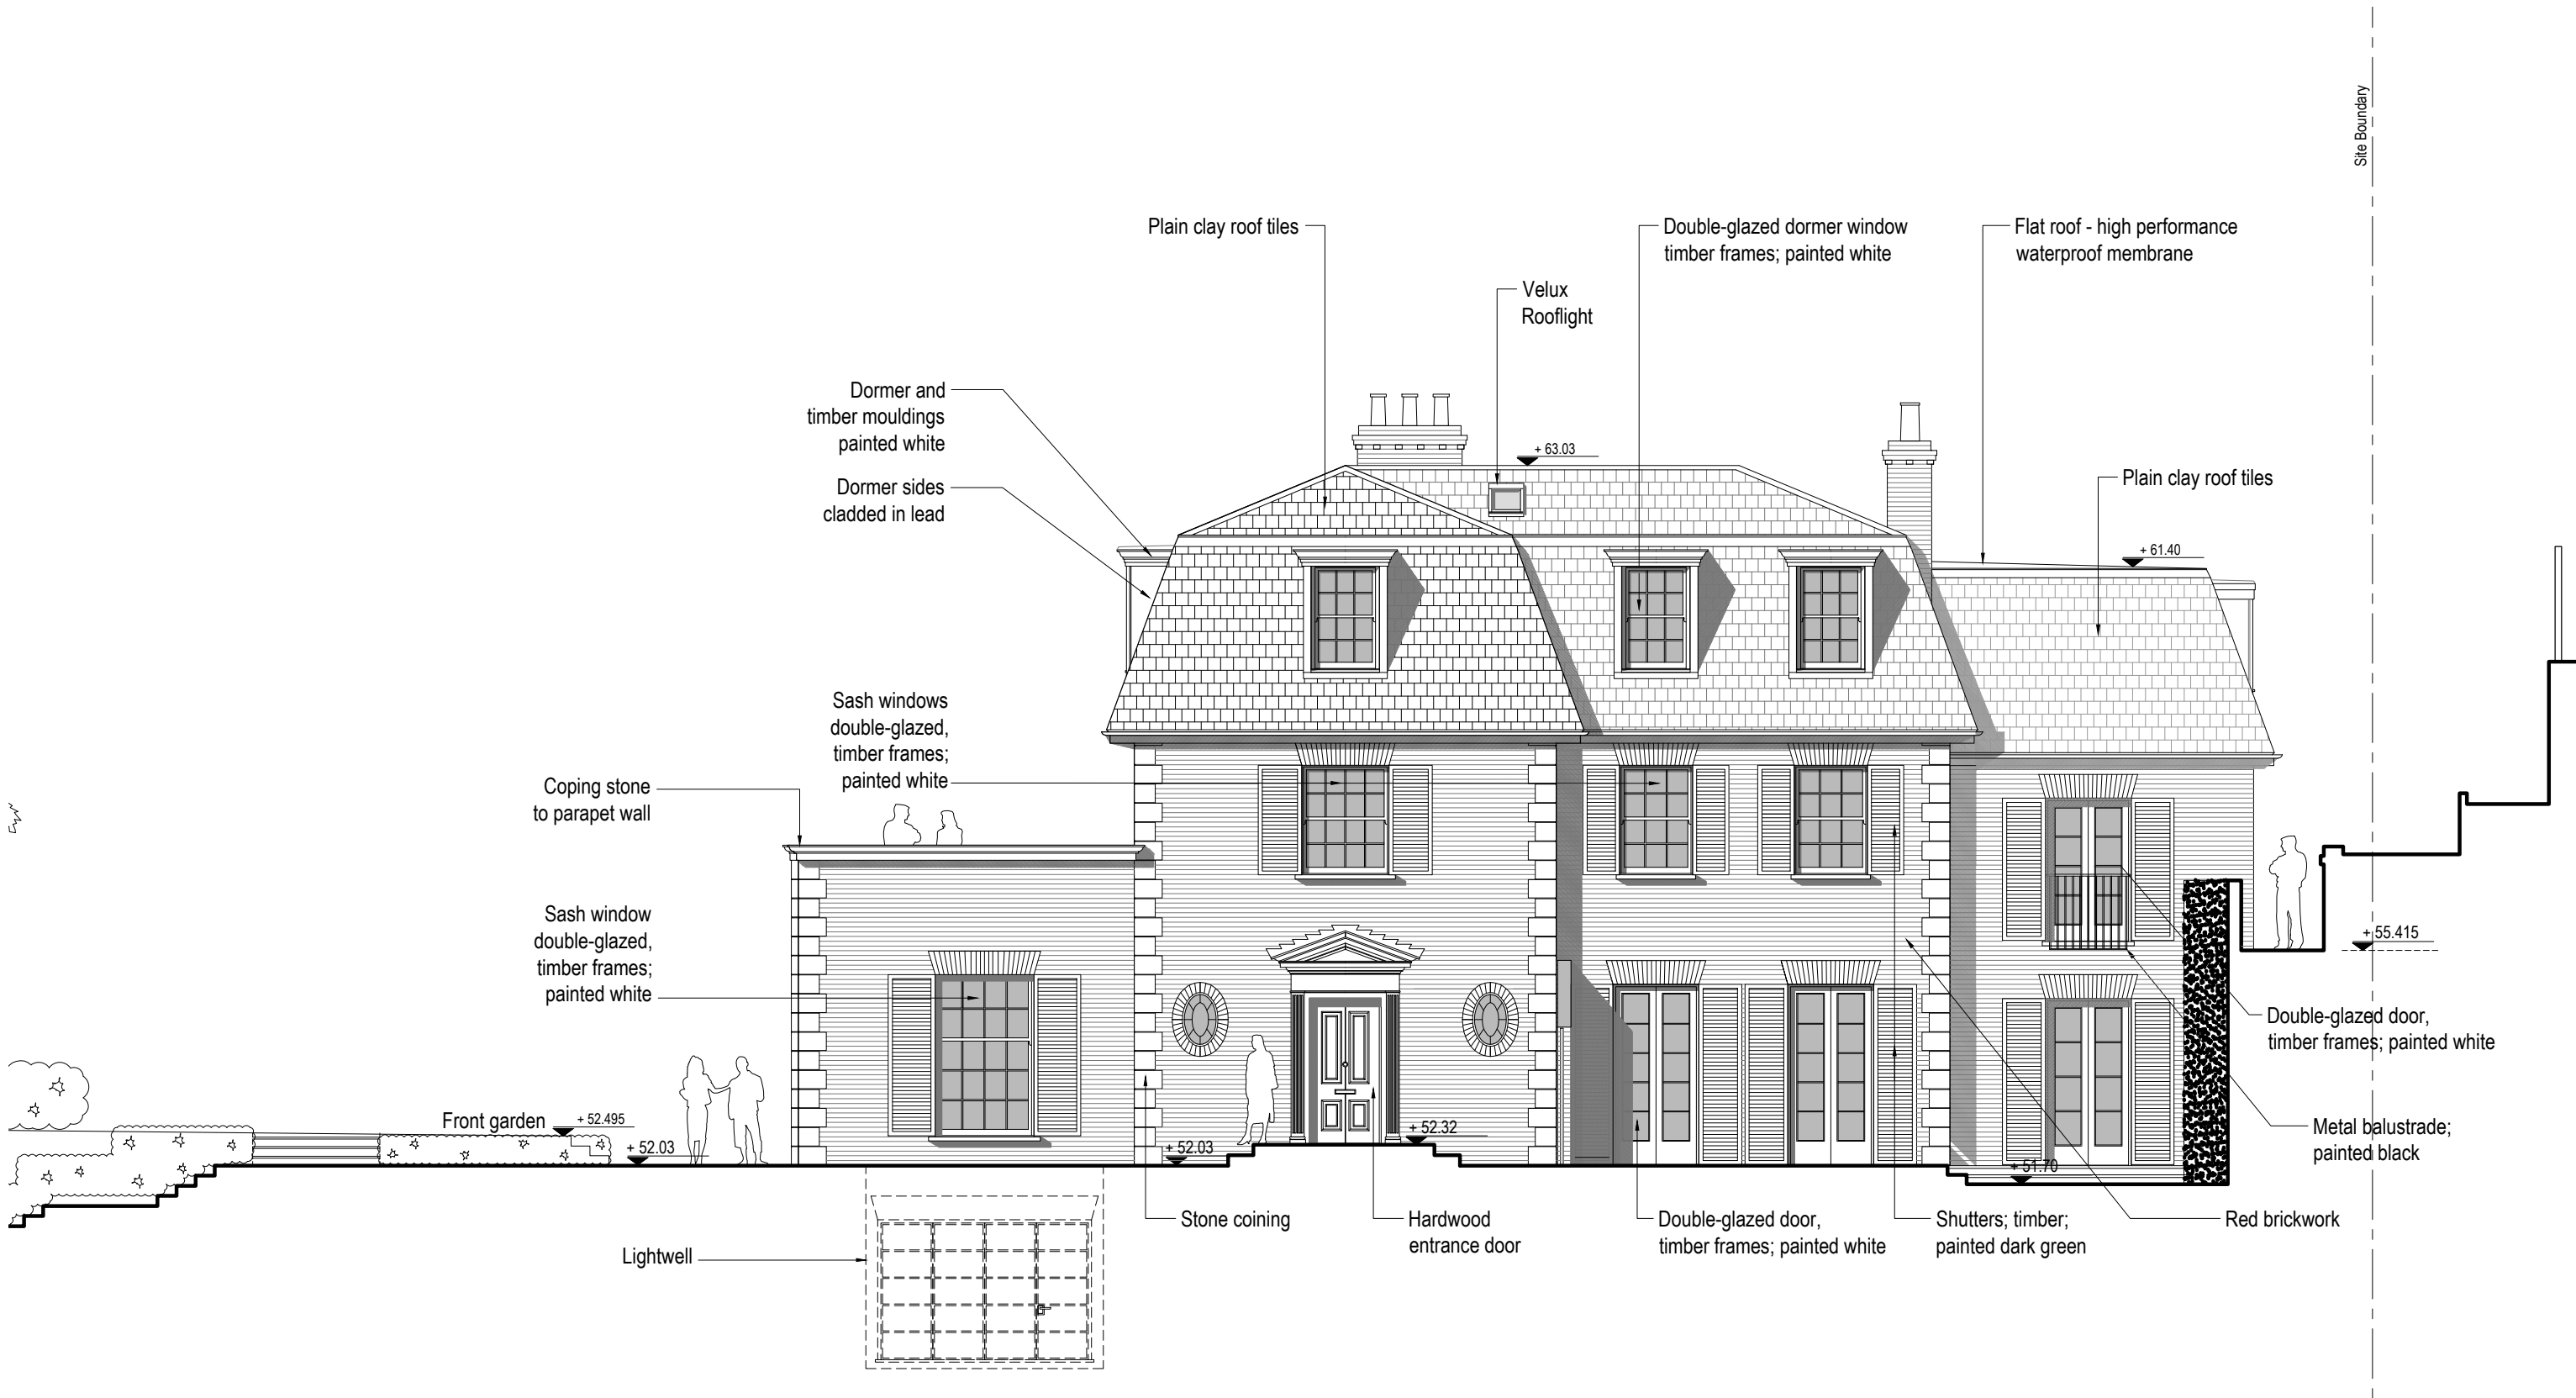 Site Boundary
Plain clay roof tiles
Double-glazed dormer window
timber frames; painted white
Flat roof - high performance
waterproof membrane
Velux
Rooflight
Dormer and
timber mouldings
painted white
+ 63.03
Plain clay roof tiles
Dormer sides
cladded in lead
+ 61.40
Sash windows
double-glazed,
timber frames;
painted white
Coping stone
to parapet wall
Sash window
double-glazed,
timber frames;
painted white
+ 55.415
Double-glazed door,
timber frames; painted white
Front garden
+ 52.495
+ 52.03
+ 52.03
+ 52.32
Metal balustrade;
painted black
+ 51.70
Stone coining
Hardwood
entrance door
Double-glazed door,
timber frames; painted white
Shutters; timber;
painted dark green
Red brickwork
Lightwell